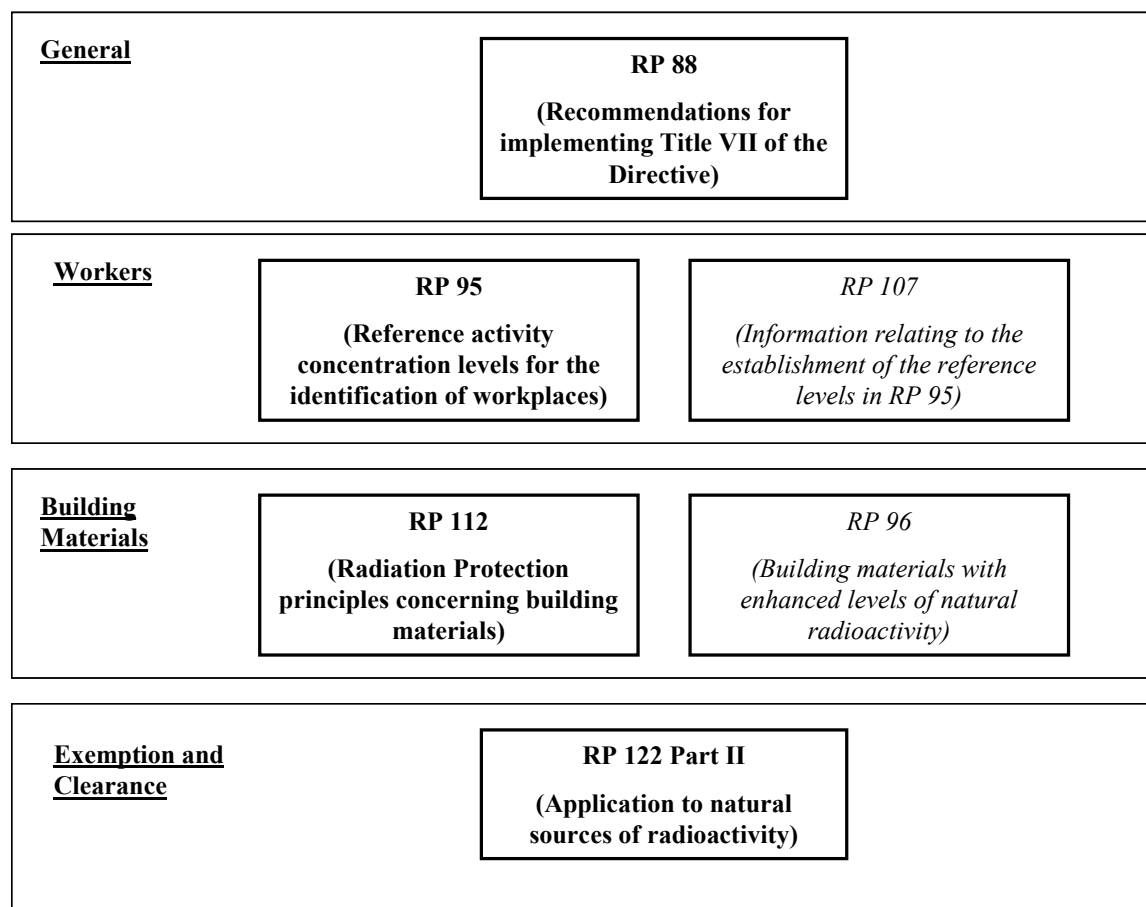 General
RP 88
(Recommendations for
implementing Title VII of the
Directive)
Workers
RP 95
(Reference activity
concentration levels for the
identification of workplaces)
RP 107
(Information relating to the
establishment of the reference
levels in RP 95)
Building
Materials
RP 112
(Radiation Protection
principles concerning building
materials)
RP 96
(Building materials with
enhanced levels of natural
radioactivity)
Exemption and
Clearance
RP 122 Part II
(Application to natural
sources of radioactivity)